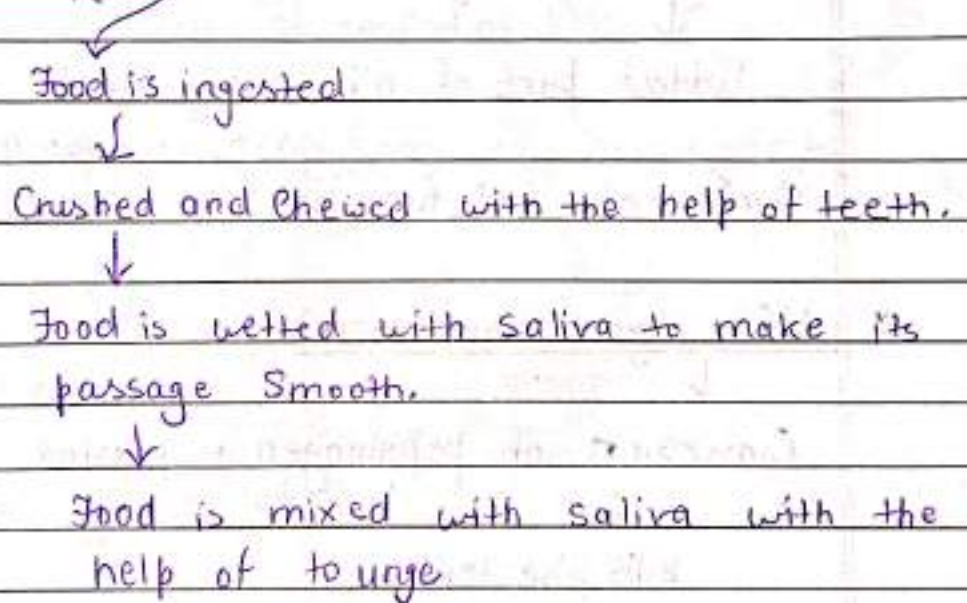 Food is ingested
↓
Crushed and Chewed with the help of teeth.
↓
Food is wetted with saliva to make its
passage Smooth.
↓
Food is mixed with saliva with the
help of tounge.